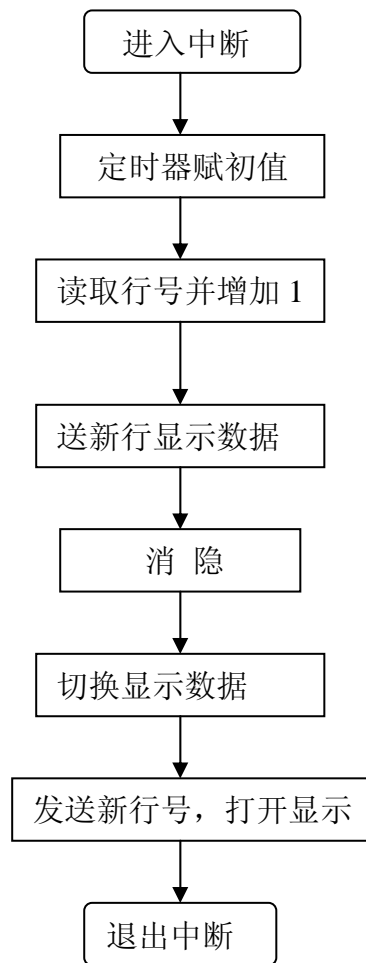 进入中断
定时器赋初值
读取行号并增加 1
送新行显示数据
消 隐
切换显示数据
发送新行号，打开显示
退出中断